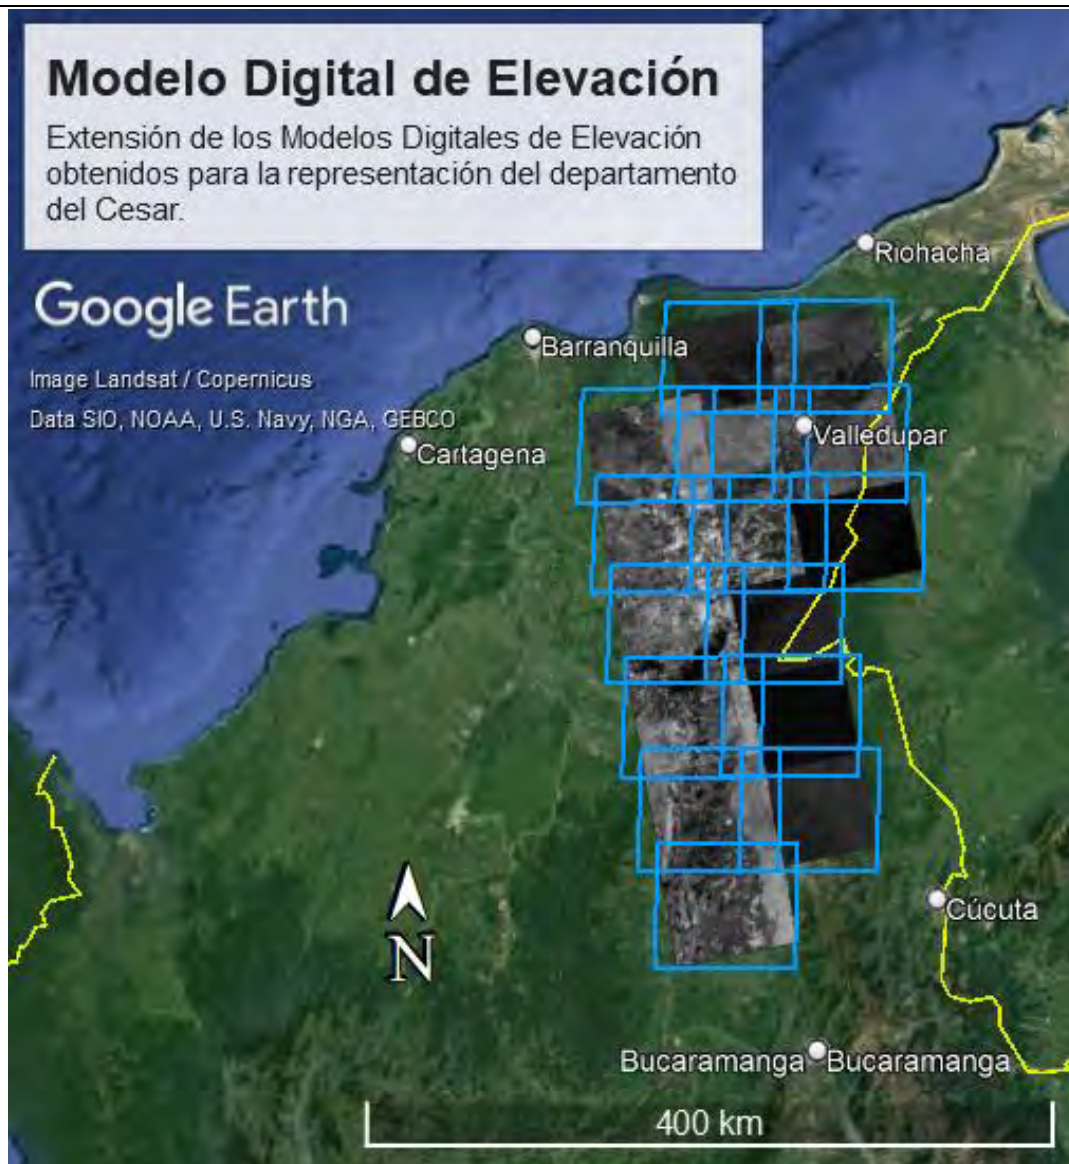 Modelo Digital de Elevación
Extensión de los Modelos Digitales de Elevación
obtenidos para la representación del departamento
del Cesar.
Riohacha
Google Earth
Barranquilla
Image Landsat / Copernicus
Data SIO, NOAA, U.S. Navy, NGA, GEBCO
Valledupar
Cartagena
Cúcuta
N
Bucaramanga Bucaramanga
400 km